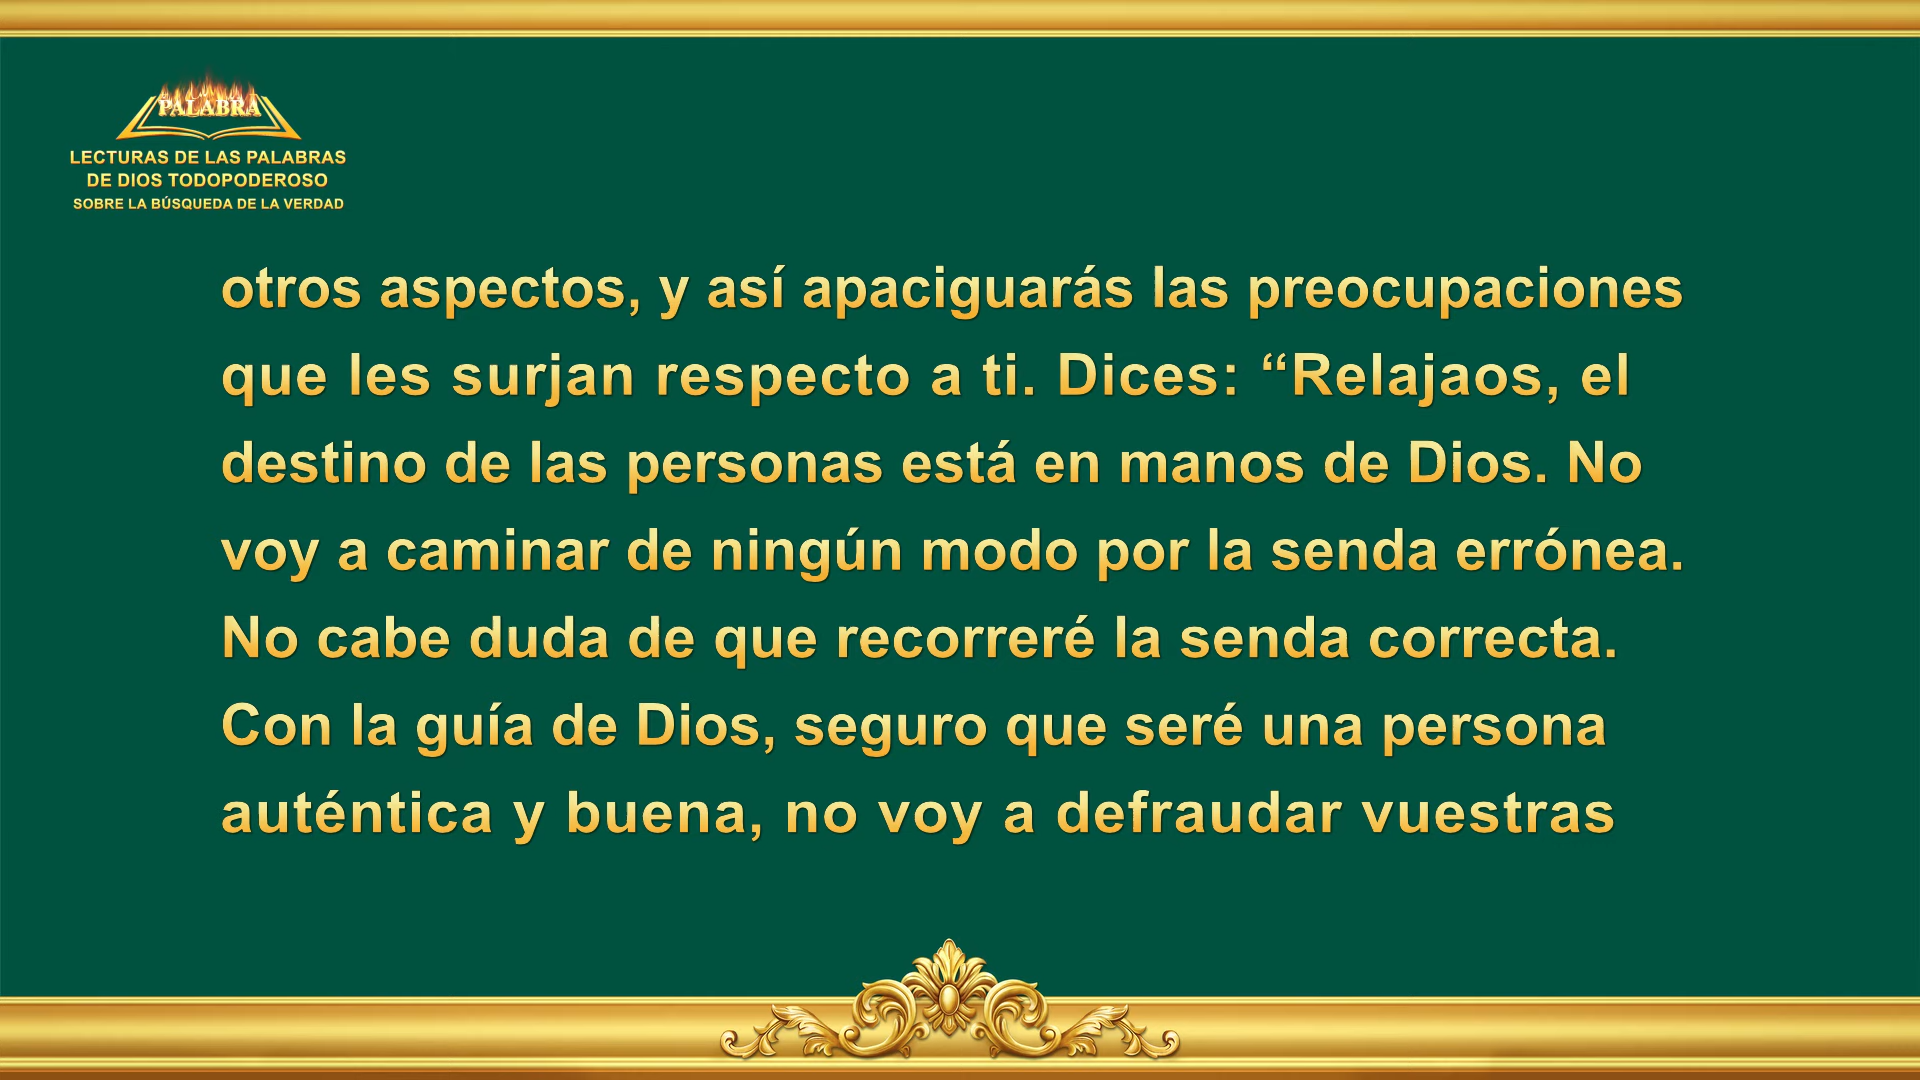 PALABRA
LECTURAS DE LAS PALABRAS
DE DIOS TODOPODEROSO
SOBRE LA BÚSQUEDA DE LA VERDAD
otros aspectos, y así apaciguarás las preocupaciones
que les surjan respecto a ti. Dices: “Relajaos, el
destino de las personas está en manos de Dios. No
voy a caminar de ningún modo por la senda errónea.
No cabe duda de que recorreré la senda correcta.
Con la guía de Dios, seguro que seré una persona
auténtica y buena, no voy a defraudar vuestras